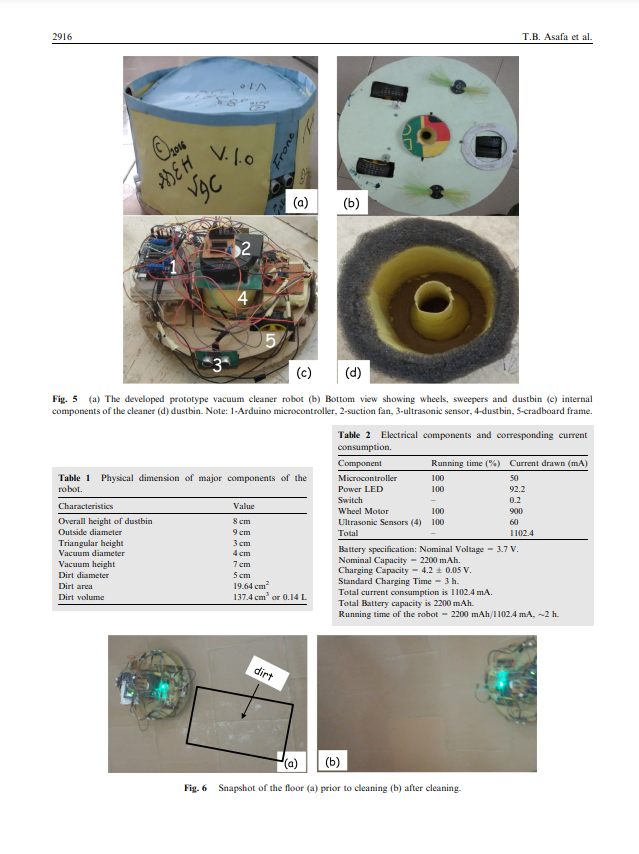 2916
T.B. Asafa et al.
V.1.0
© 2016
V.1.0
VaC
Front
(a)
(b)
1
2
4
5
3
(c)
(d)
Fig. 5 (a) The developed prototype vacuum cleaner robot (b) Bottom view showing wheels, sweepers and dustbin (c) internal
components of the cleaner (d) dustbin. Note: 1-Arduino microcontroller, 2-suction fan, 3-ultrasonic sensor, 4-dustbin, 5-cradboard frame.
Table 1 Physical dimension of major components of the
robot.
Characteristics Value
Overall height of dustbin 8 cm
Outside diameter 9 cm
Triangular height 3 cm
Vacuum diameter 4 cm
Vacuum height 7 cm
Dirt diameter 5 cm
Dirt area 19.64 cm²
Dirt volume 137.4 cm³ or 0.14 L
Table 2 Electrical components and corresponding current
consumption.
Component Running time (%) Current drawn (mA)
Microcontroller 100 50
Power LED 100 92.2
Switch – 0.2
Wheel Motor 100 900
Ultrasonic Sensors (4) 100 60
Total – 1102.4
Battery specification: Nominal Voltage = 3.7 V.
Nominal Capacity = 2200 mAh.
Charging Capacity = 4.2 ± 0.05 V.
Standard Charging Time = 3 h.
Total current consumption is 1102.4 mA.
Total Battery capacity is 2200 mAh.
Running time of the robot = 2200 mAh/1102.4 mA, ~2 h.
dirt
(a)
(b)
Fig. 6 Snapshot of the floor (a) prior to cleaning (b) after cleaning.